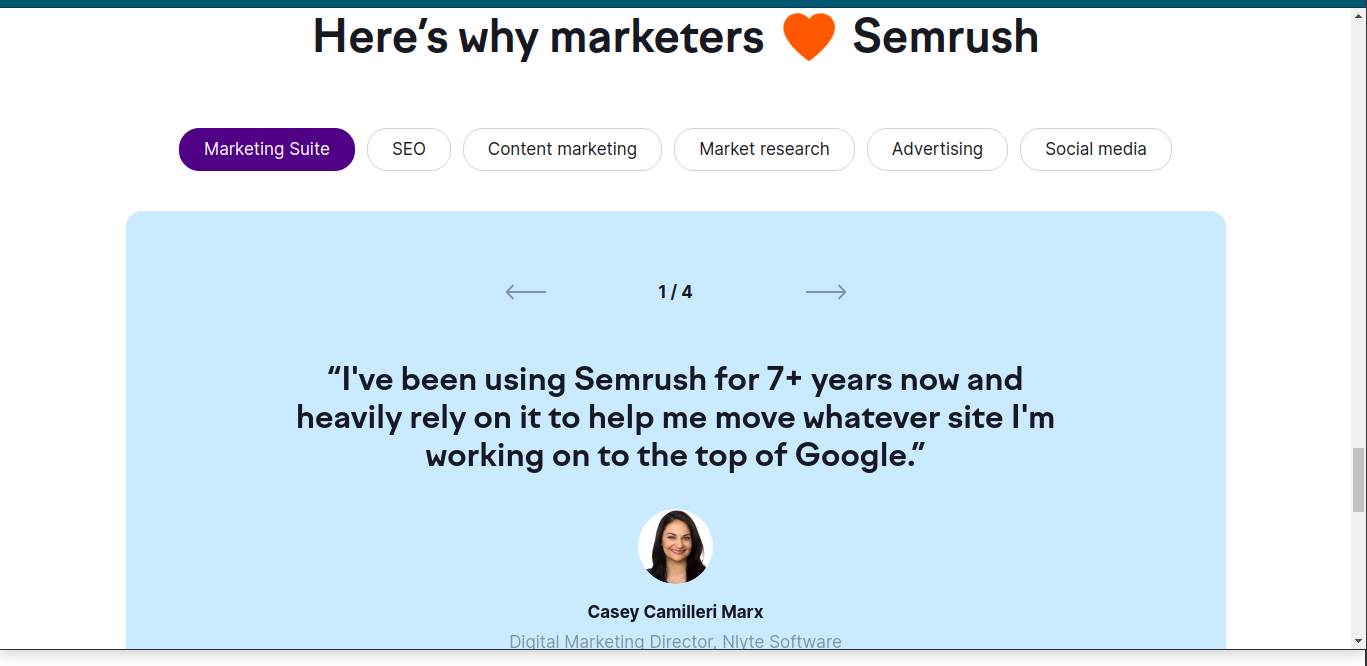 Here’s why marketers 🧡 Semrush
Marketing Suite SEO Content marketing Market research Advertising Social media
1 / 4
“I've been using Semrush for 7+ years now and
heavily rely on it to help me move whatever site I'm
working on to the top of Google.”
Casey Camilleri Marx
Digital Marketing Director, Nlyte Software